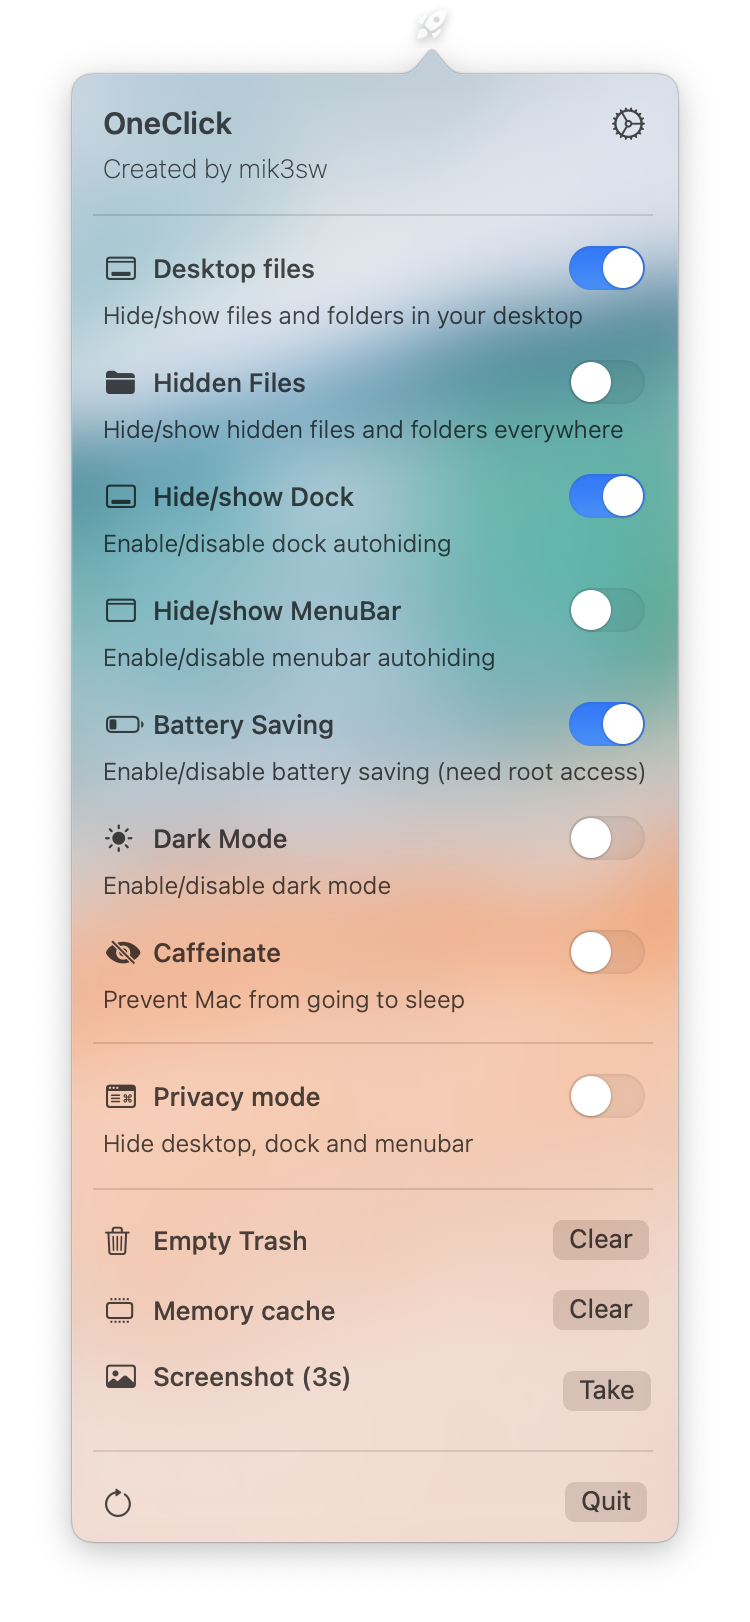 OneClick
Created by mik3sw
Desktop files
Hide/show files and folders in your desktop
Hidden Files
Hide/show hidden files and folders everywhere
Hide/show Dock
Enable/disable dock autohiding
Hide/show MenuBar
Enable/disable menubar autohiding
Battery Saving
Enable/disable battery saving (need root access)
Dark Mode
Enable/disable dark mode
Caffeinate
Prevent Mac from going to sleep
Privacy mode
Hide desktop, dock and menubar
Empty Trash Clear
Memory cache Clear
Screenshot (3s) Take
Quit